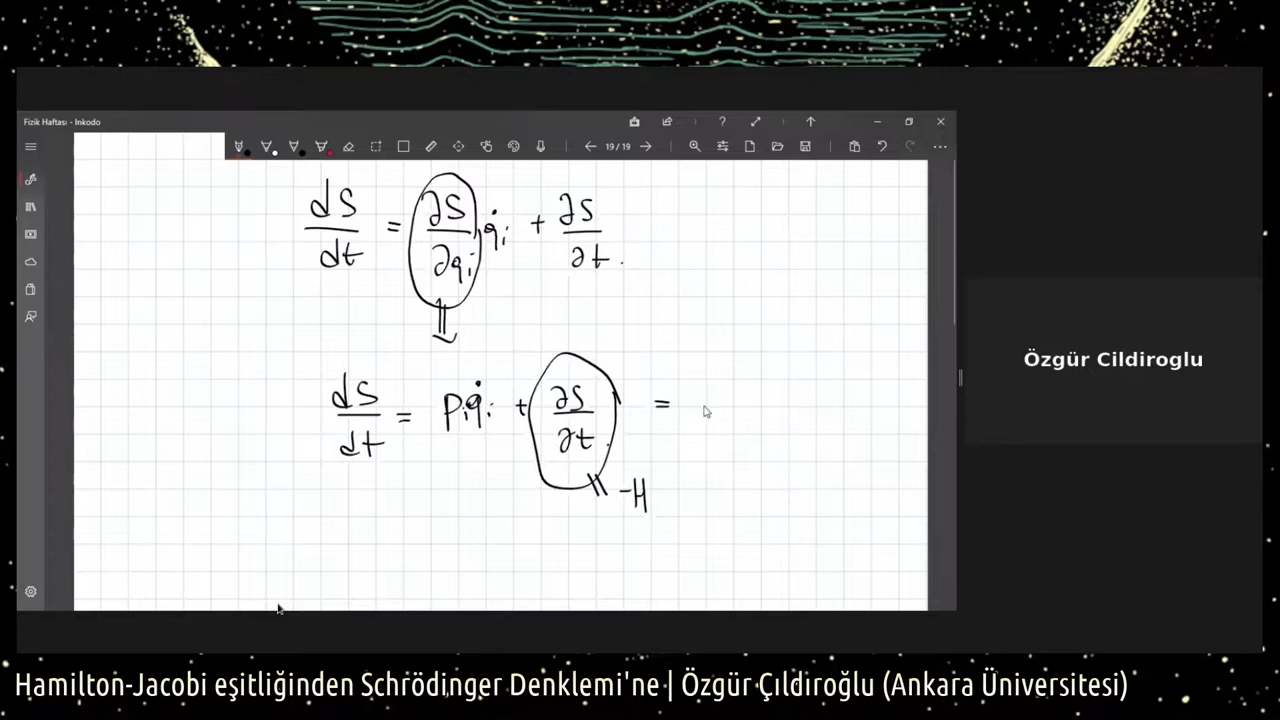 Fizik Haftası - Inkodo
19 / 19
dS/dt = ∂S/∂qᵢ q̇ᵢ + ∂S/∂t.
dS/dt = pᵢq̇ᵢ + ∂S/∂t. =
-H
Özgür Cildiroglu
Hamilton-Jacobi eşitliğinden Schrödinger Denklemi'ne | Özgür Çıldıroğlu (Ankara Üniversitesi)